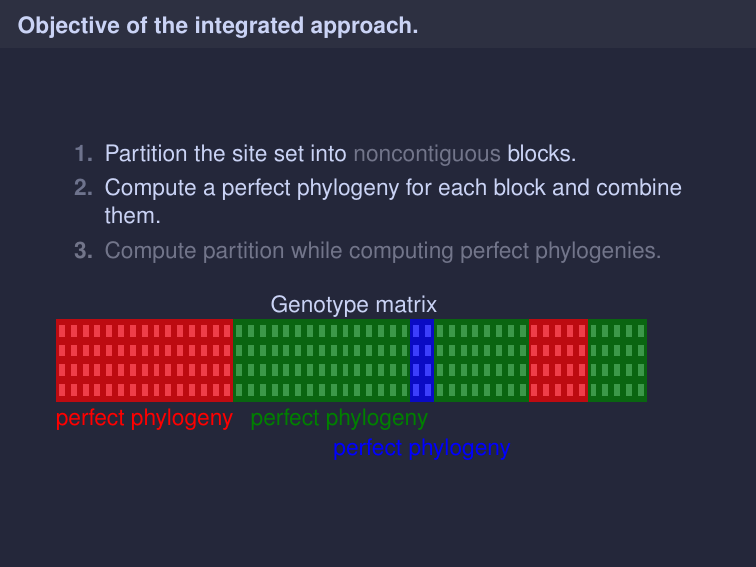 Objective of the integrated approach.
1. Partition the site set into noncontiguous blocks.
2. Compute a perfect phylogeny for each block and combine
them.
3. Compute partition while computing perfect phylogenies.
Genotype matrix
perfect phylogeny perfect phylogeny
perfect phylogeny